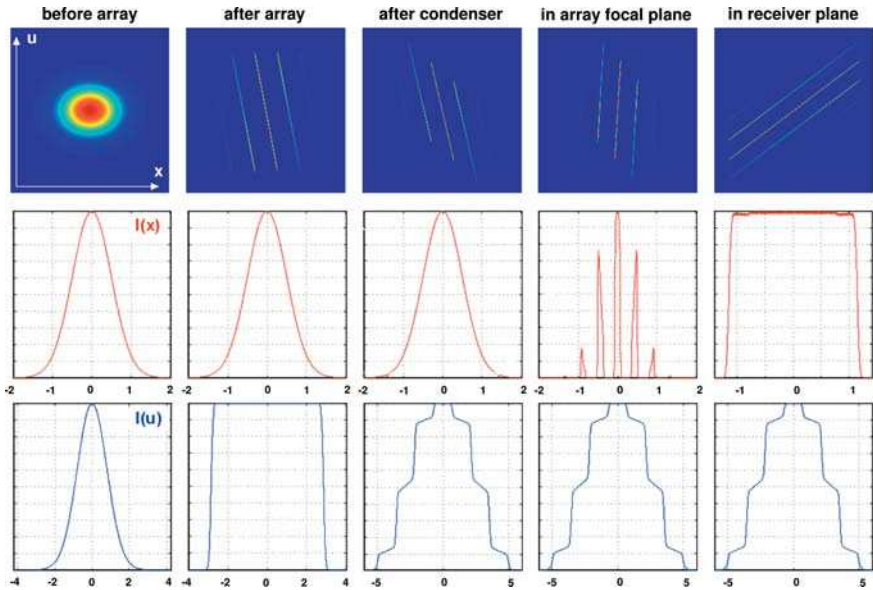 before array after array after condenser in array focal plane in receiver plane
u
x
I(x)
-2 -1 0 1 2 -2 -1 0 1 2 -2 -1 0 1 2 -2 -1 0 1 2 -1 0 1
I(u)
-4 -2 0 2 4 -4 -2 0 2 4 -5 0 5 -5 0 5 -5 0 5